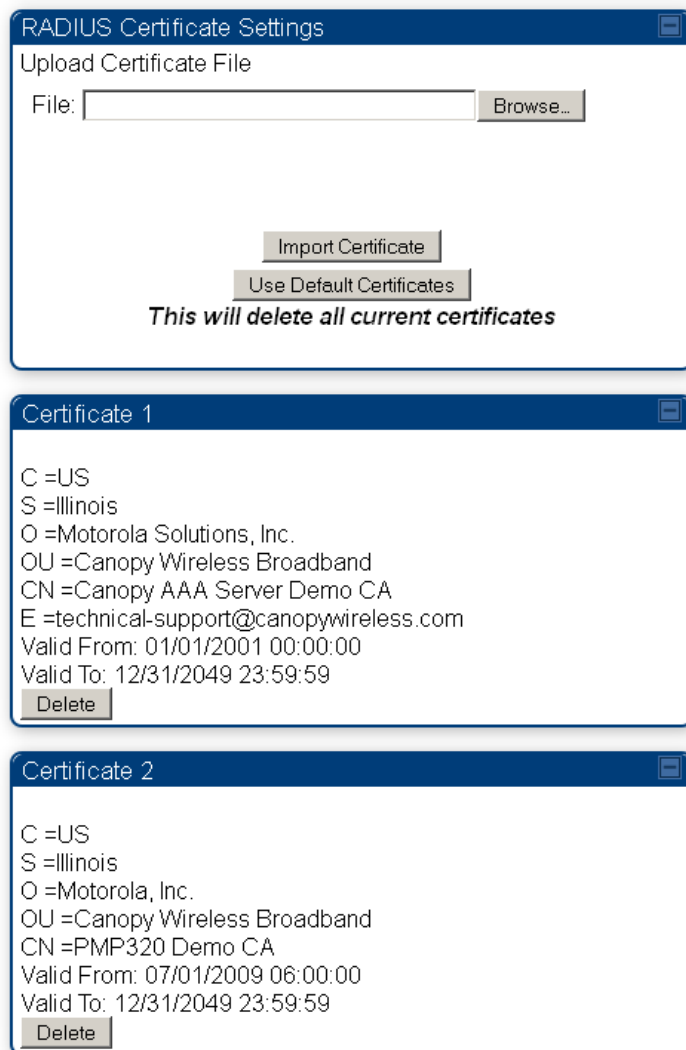 RADIUS Certificate Settings
Upload Certificate File
File: Browse...
Import Certificate
Use Default Certificates
This will delete all current certificates
Certificate 1
C =US
S =Illinois
O =Motorola Solutions, Inc.
OU =Canopy Wireless Broadband
CN =Canopy AAA Server Demo CA
E =technical-support@canopywireless.com
Valid From: 01/01/2001 00:00:00
Valid To: 12/31/2049 23:59:59
Delete
Certificate 2
C =US
S =Illinois
O =Motorola, Inc.
OU =Canopy Wireless Broadband
CN =PMP320 Demo CA
Valid From: 07/01/2009 06:00:00
Valid To: 12/31/2049 23:59:59
Delete